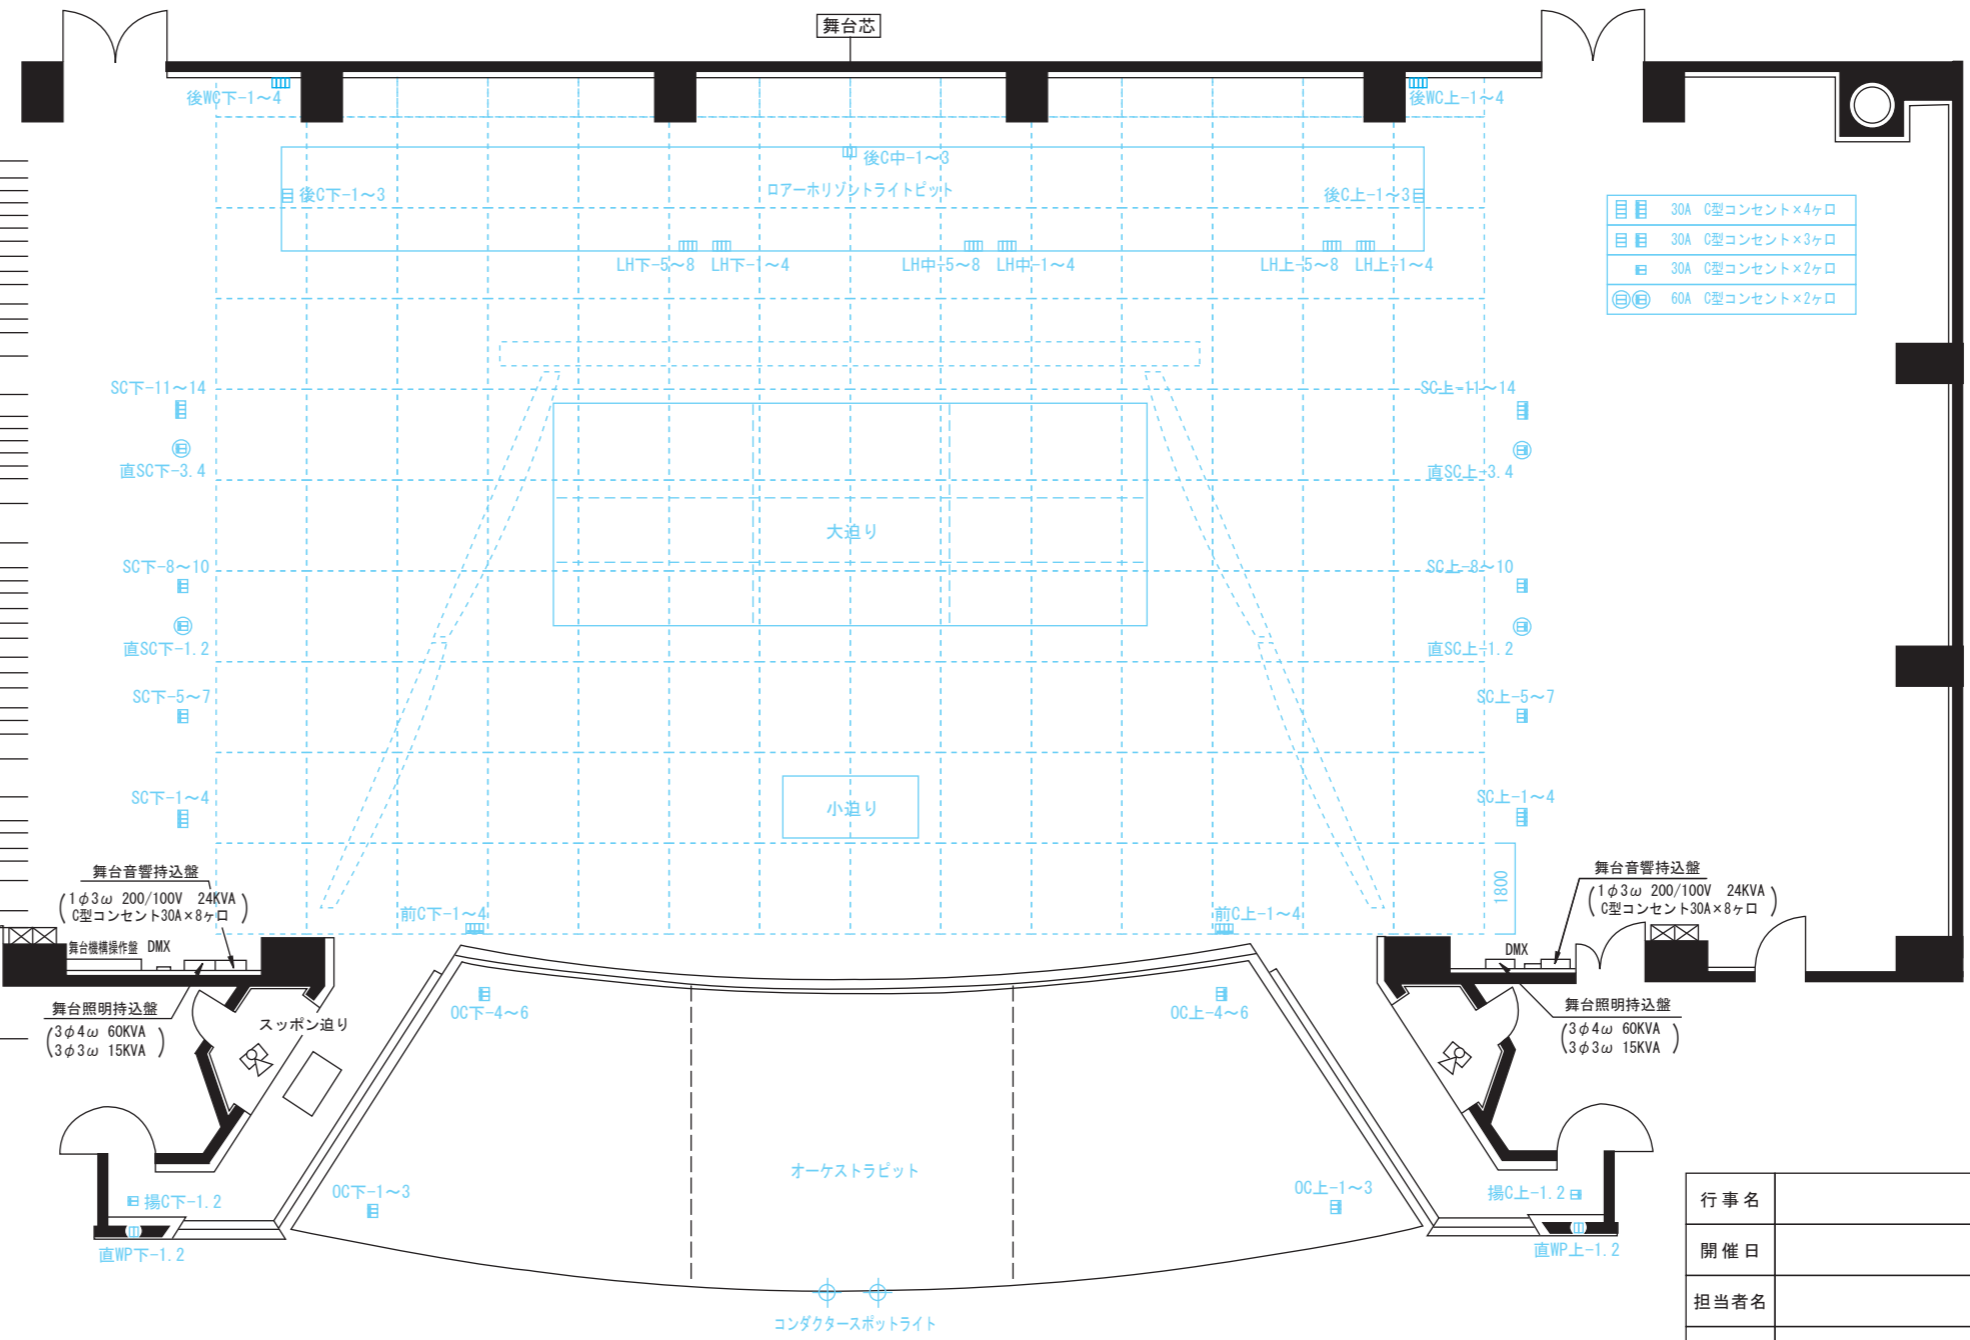 舞台芯
後WC下-1～4
後WC上-1～4
後C中-1～3
ロアーホリゾントライトピット
後C下-1～3
後C上-1～3
LH下-5～8 LH下-1～4
LH中-5～8 LH中-1～4
LH上-5～8 LH上-1～4
30A C型コンセント×4ヶ口
30A C型コンセント×3ヶ口
30A C型コンセント×2ヶ口
60A C型コンセント×2ヶ口
SC下-11～14
SC上-11～14
直SC下-3.4
直SC上-3.4
大迫り
SC下-8～10
SC上-8～10
直SC下-1.2
直SC上-1.2
SC下-5～7
SC上-5～7
SC下-1～4
SC上-1～4
小迫り
1800
舞台音響持込盤
(1φ3ω 200/100V 24KVA
C型コンセント30A×8ヶ口)
舞台音響持込盤
(1φ3ω 200/100V 24KVA
C型コンセント30A×8ヶ口)
前C下-1～4
前C上-1～4
舞台機構操作盤 DMX
DMX
舞台照明持込盤
(3φ4ω 60KVA
3φ3ω 15KVA)
スッポン迫り
OC下-4～6
OC上-4～6
舞台照明持込盤
(3φ4ω 60KVA
3φ3ω 15KVA)
オーケストラピット
OC下-1～3
OC上-1～3
揚C下-1.2
揚C上-1.2
直WP下-1.2
直WP上-1.2
コンダクタースポットライト
行事名
開催日
担当者名